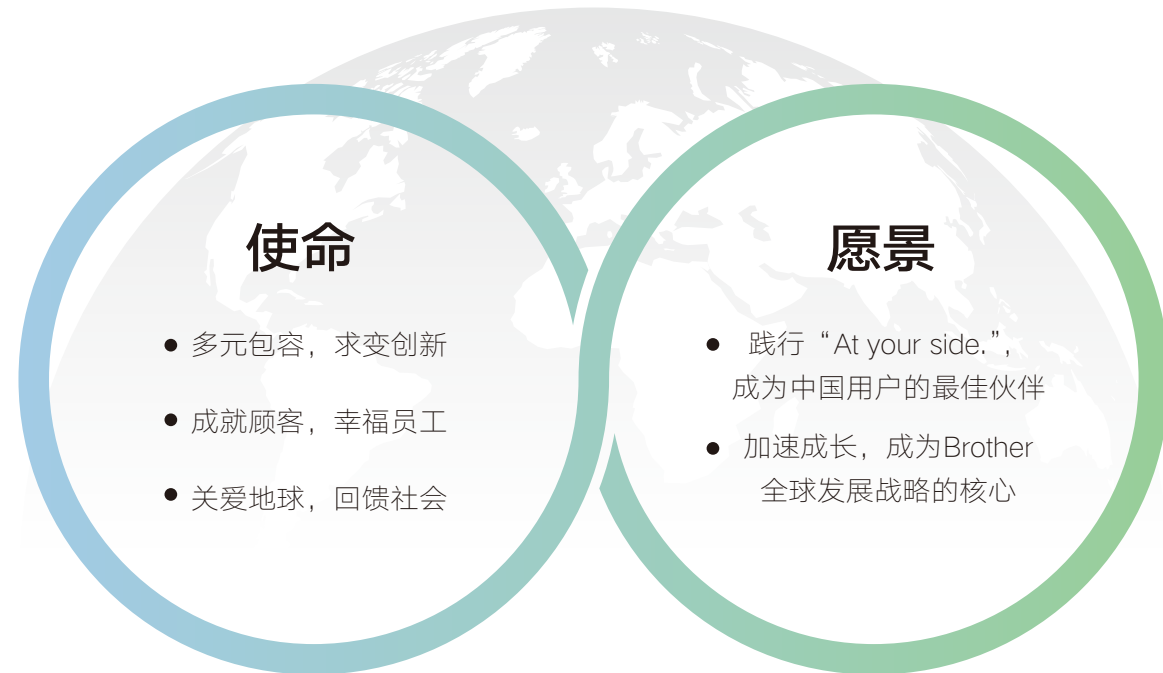 使命
● 多元包容，求变创新
● 成就顾客，幸福员工
● 关爱地球，回馈社会
愿景
● 践行“At your side.”，
成为中国用户的最佳伙伴
● 加速成长，成为Brother
全球发展战略的核心